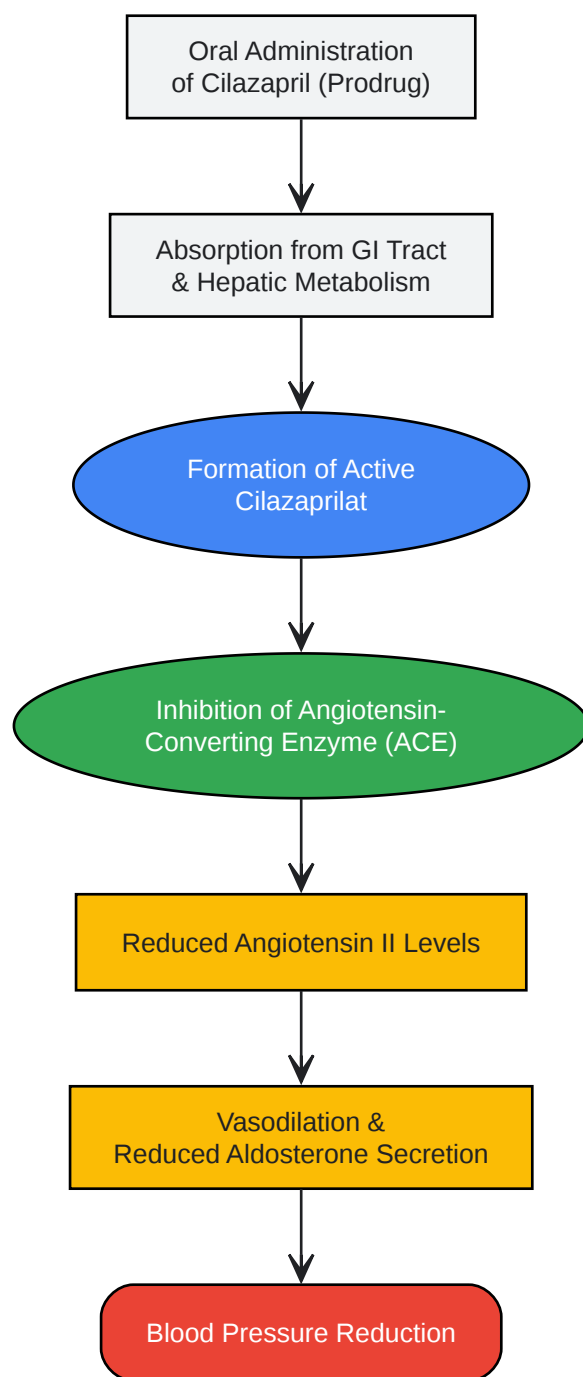 Oral Administration
of Cilazapril (Prodrug)
Absorption from GI Tract
& Hepatic Metabolism
Formation of Active
Cilazaprilat
Inhibition of Angiotensin-
Converting Enzyme (ACE)
Reduced Angiotensin II Levels
Vasodilation &
Reduced Aldosterone Secretion
Blood Pressure Reduction